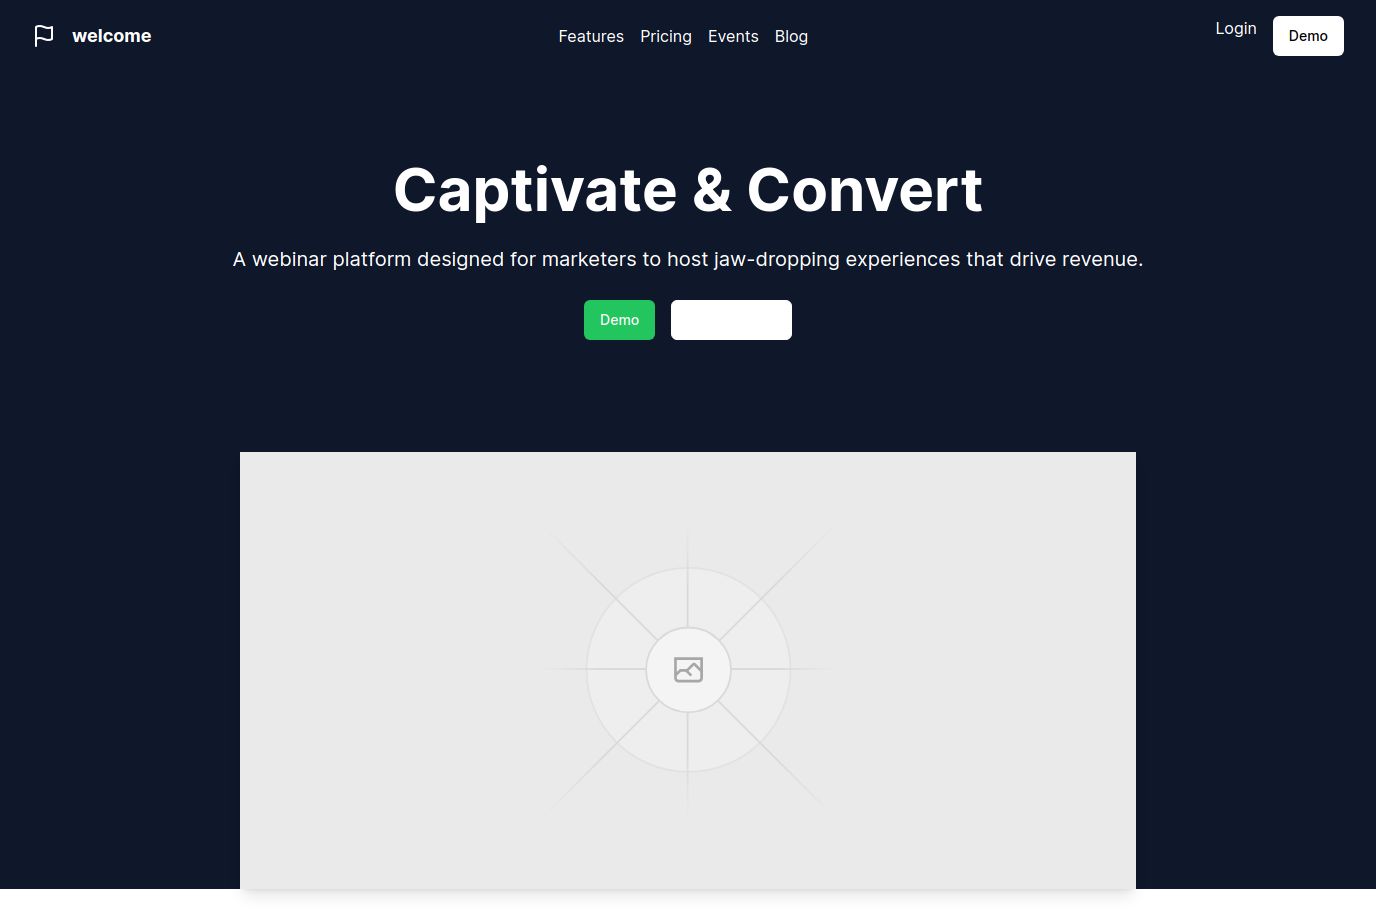 welcome
Features Pricing Events Blog
Login
Demo
Captivate & Convert
A webinar platform designed for marketers to host jaw-dropping experiences that drive revenue.
Demo